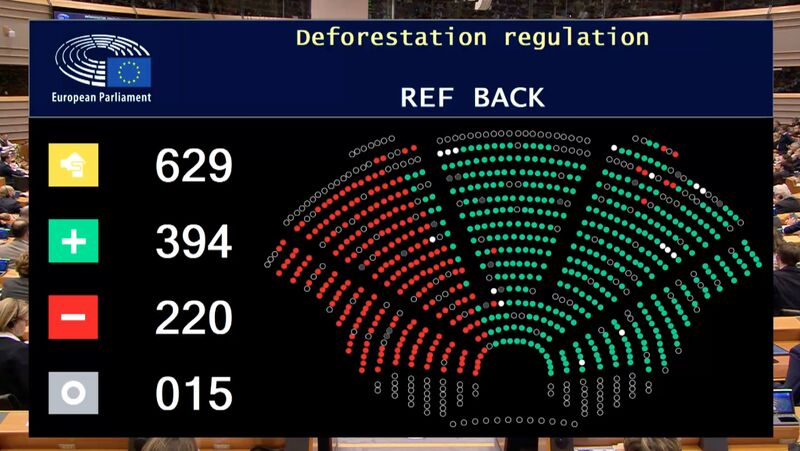 Deforestation regulation
European Parliament
REF BACK
629
394
220
015